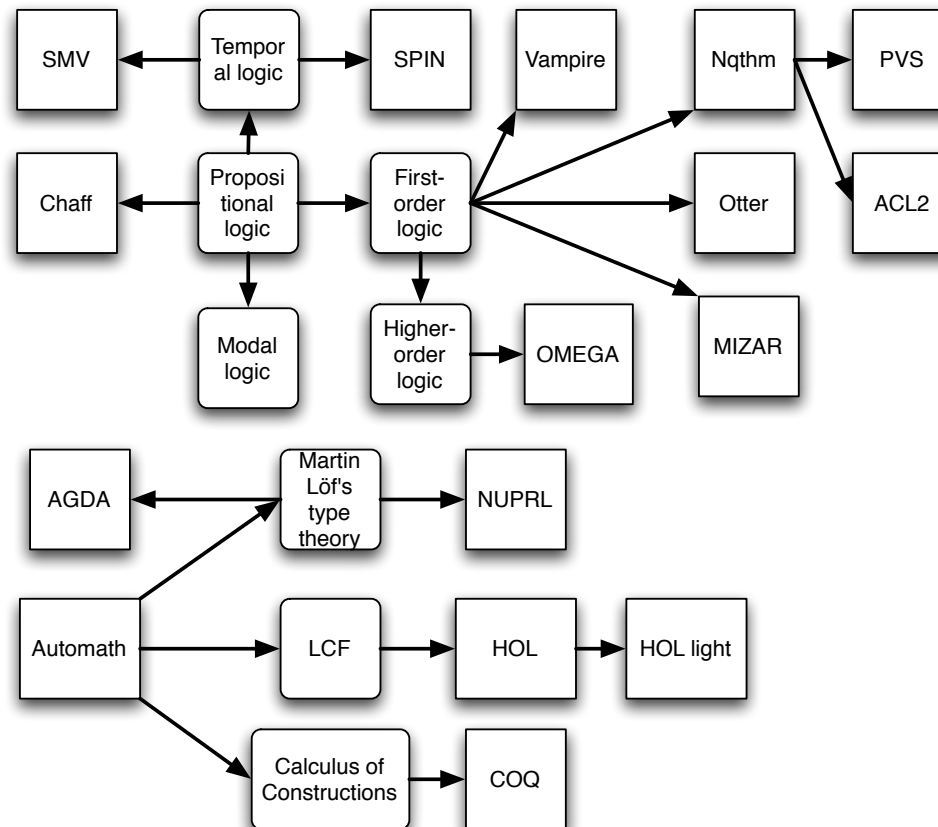 SMV
Tempor
al logic
SPIN
Vampire
Nqthm
PVS
Chaff
Proposi
tional
logic
First-
order
logic
Otter
ACL2
Modal
logic
Higher-
order
logic
OMEGA
MIZAR
AGDA
Martin
Löf's
type
theory
NUPRL
Automath
LCF
HOL
HOL light
Calculus of
Constructions
COQ